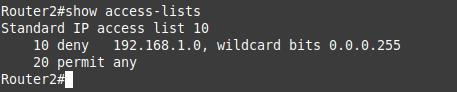 Router2#show access-lists
Standard IP access list 10
    10 deny   192.168.1.0, wildcard bits 0.0.0.255
    20 permit any
Router2#